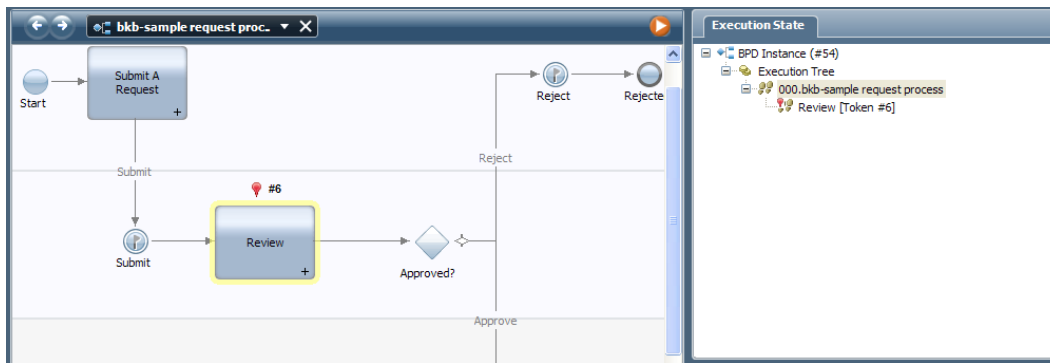 bkb-sample request proc..
Submit A
Request
Start
Reject
Rejecte
Submit
Reject
#6
Submit
Review
Approved?
Approve
Execution State
BPD Instance (#54)
Execution Tree
000.bkb-sample request process
Review [Token #6]